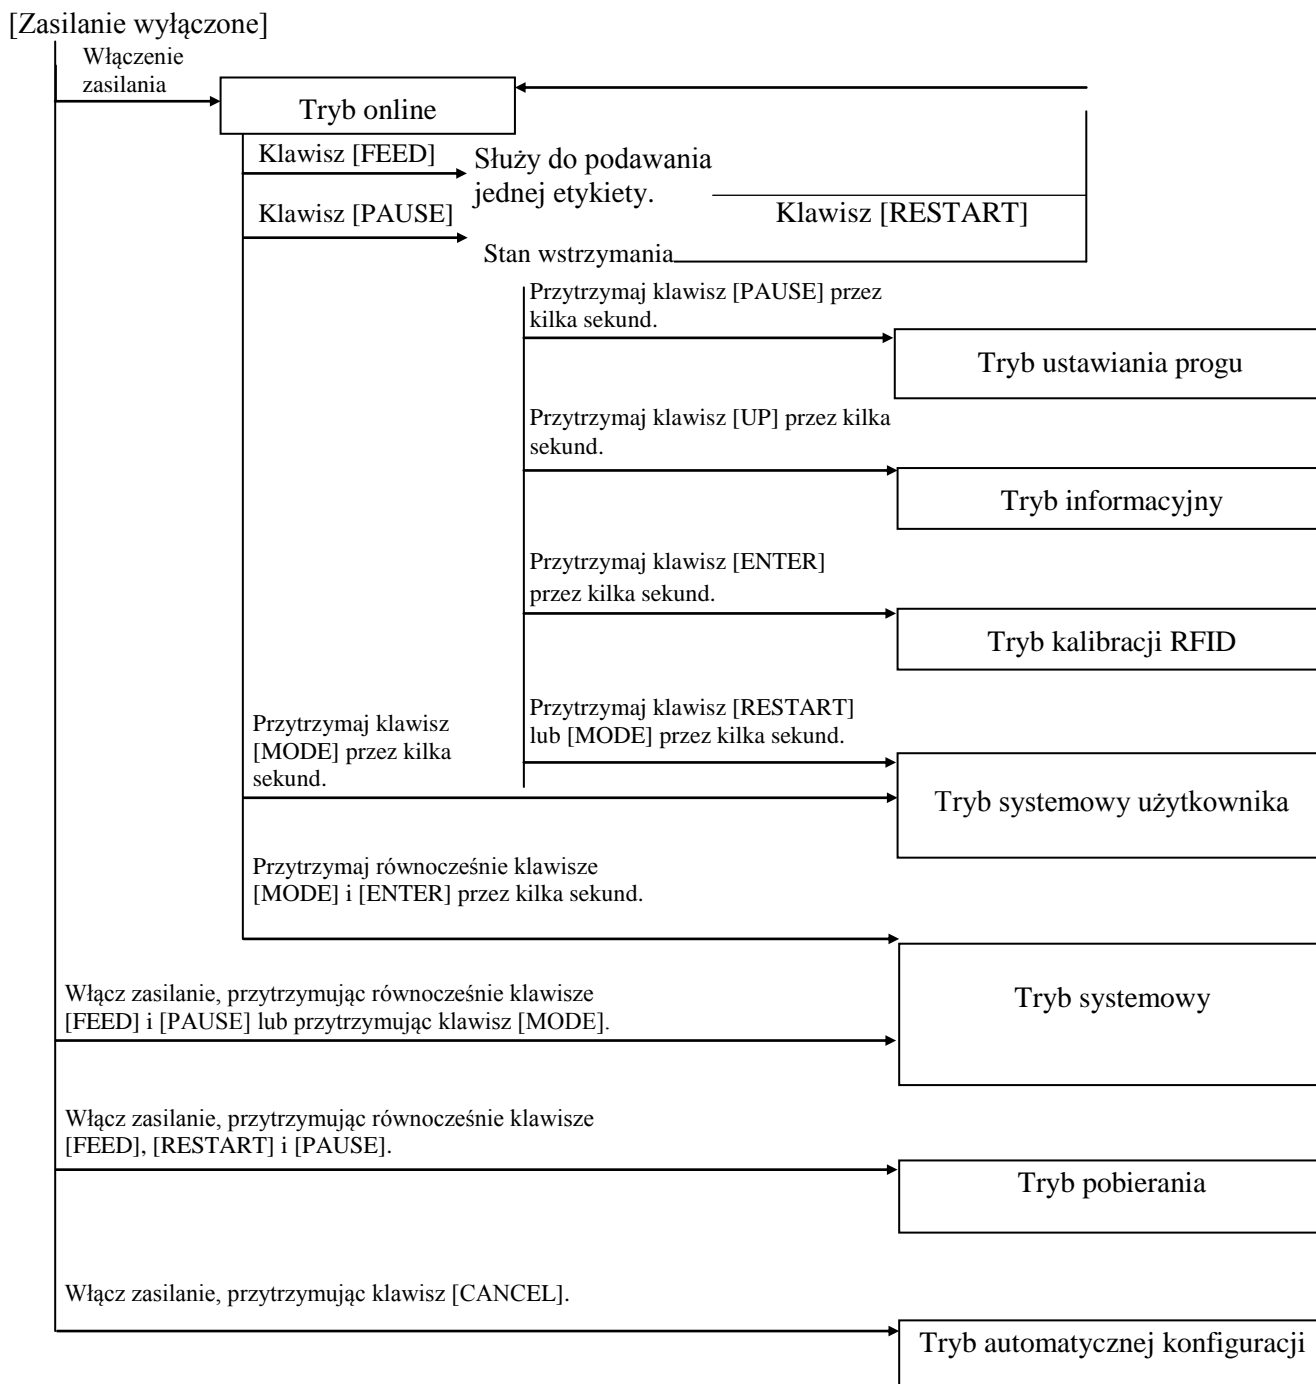 [Zasilanie wyłączone]
Włączenie
zasilania
Tryb online
Klawisz [FEED]
Służy do podawania
jednej etykiety.
Klawisz [PAUSE]
Klawisz [RESTART]
Stan wstrzymania
Przytrzymaj klawisz [PAUSE] przez
kilka sekund.
Tryb ustawiania progu
Przytrzymaj klawisz [UP] przez kilka
sekund.
Tryb informacyjny
Przytrzymaj klawisz [ENTER]
przez kilka sekund.
Tryb kalibracji RFID
Przytrzymaj klawisz [RESTART]
lub [MODE] przez kilka sekund.
Przytrzymaj klawisz
[MODE] przez kilka
sekund.
Tryb systemowy użytkownika
Przytrzymaj równocześnie klawisze
[MODE] i [ENTER] przez kilka sekund.
Włącz zasilanie, przytrzymując równocześnie klawisze
[FEED] i [PAUSE] lub przytrzymując klawisz [MODE].
Tryb systemowy
Włącz zasilanie, przytrzymując równocześnie klawisze
[FEED], [RESTART] i [PAUSE].
Tryb pobierania
Włącz zasilanie, przytrzymując klawisz [CANCEL].
Tryb automatycznej konfiguracji